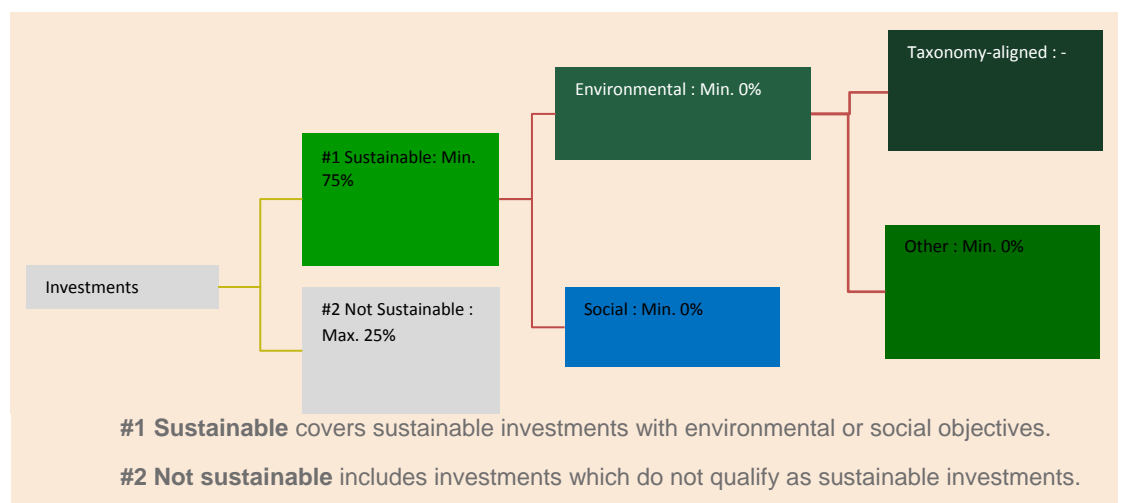 Taxonomy-aligned : -
Environmental : Min. 0%
#1 Sustainable: Min.
75%
Other : Min. 0%
Investments
#2 Not Sustainable :
Max. 25%
Social : Min. 0%
#1 Sustainable covers sustainable investments with environmental or social objectives.
#2 Not sustainable includes investments which do not qualify as sustainable investments.